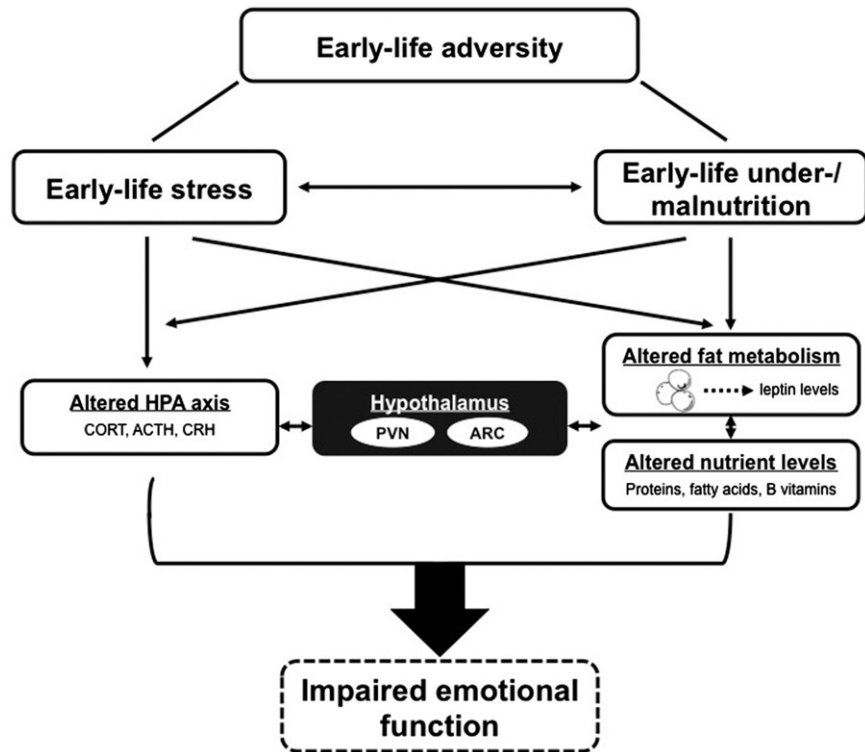 Early-life adversity
Early-life stress
Early-life under-/
malnutrition
Altered HPA axis
CORT, ACTH, CRH
Hypothalamus
PVN
ARC
Altered fat metabolism
leptin levels
Altered nutrient levels
Proteins, fatty acids, B vitamins
Impaired emotional
function